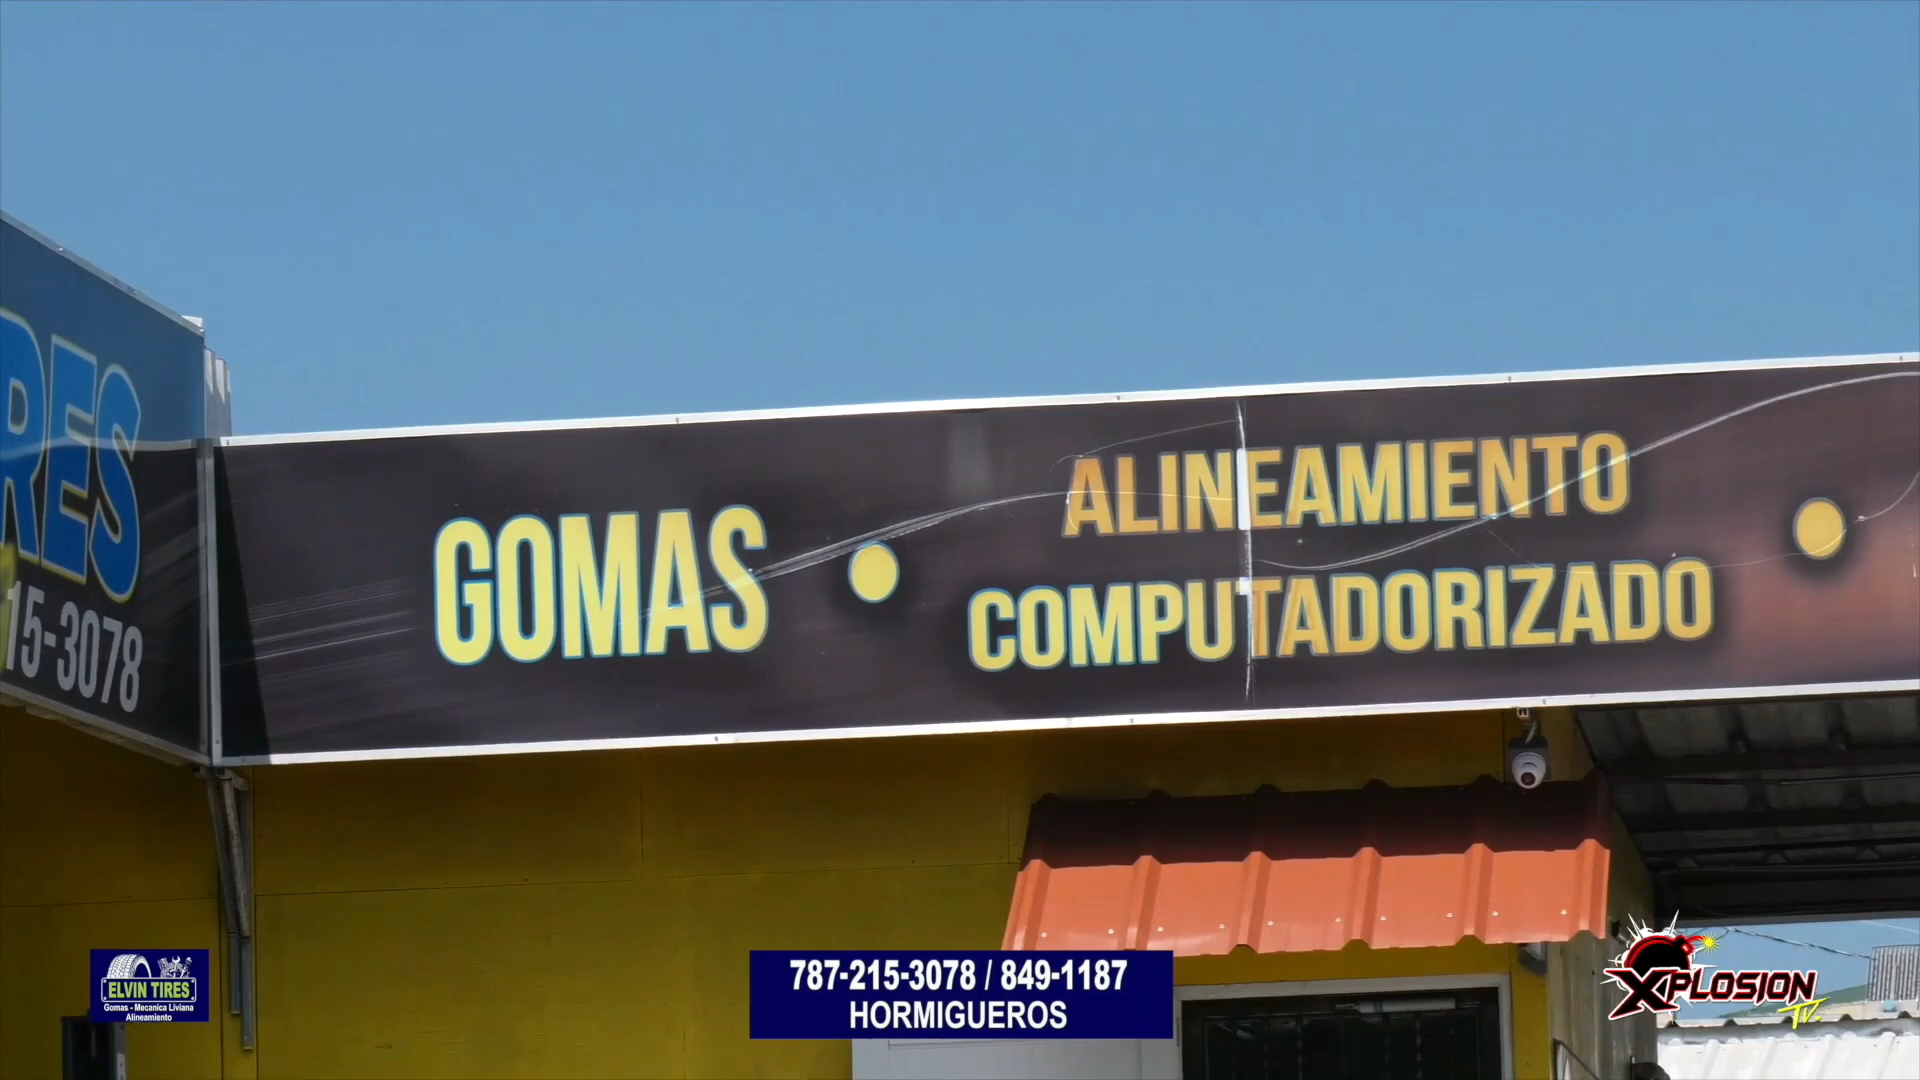 RES
15-3078
GOMAS
ALINEAMIENTO
COMPUTADORIZADO
ELVIN TIRES
Gomas - Mecanica Liviana
Alineamiento
787-215-3078 / 849-1187
HORMIGUEROS
XPLOSION
TV